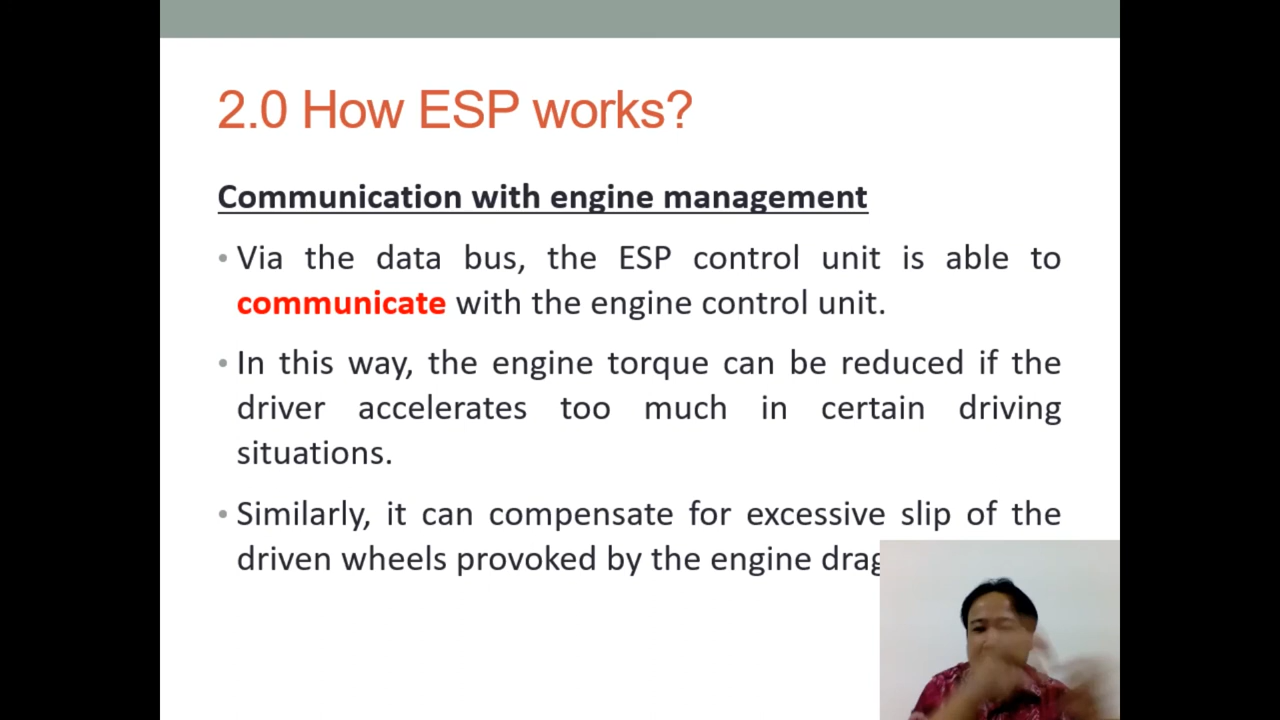 2.0 How ESP works?
Communication with engine management
• Via the data bus, the ESP control unit is able to
communicate with the engine control unit.
• In this way, the engine torque can be reduced if the
driver accelerates too much in certain driving
situations.
• Similarly, it can compensate for excessive slip of the
driven wheels provoked by the engine drag